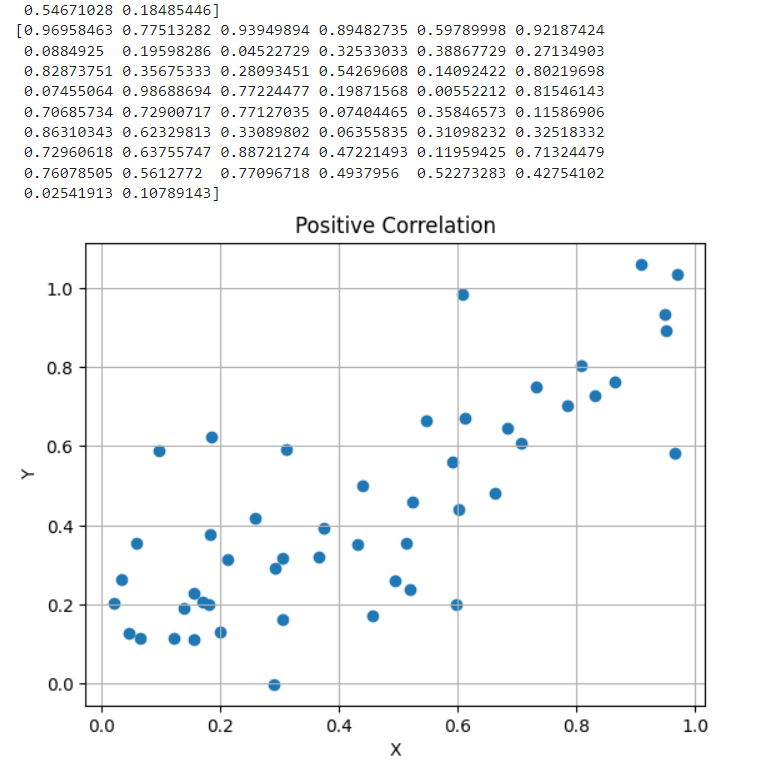 0.54671028 0.18485446]
[0.96958463 0.77513282 0.93949894 0.89482735 0.59789998 0.92187424
0.0884925  0.19598286 0.04522729 0.32533033 0.38867729 0.27134903
0.82873751 0.35675333 0.28093451 0.54269608 0.14092422 0.80219698
0.07455064 0.98688694 0.77224477 0.19871568 0.00552212 0.81546143
0.70685734 0.72900717 0.77127035 0.07404465 0.35846573 0.11586906
0.86310343 0.62329813 0.33089802 0.06355835 0.31098232 0.32518332
0.72960618 0.63755747 0.88721274 0.47221493 0.11959425 0.71324479
0.76078505 0.5612772  0.77096718 0.4937956  0.52273283 0.42754102
0.02541913 0.10789143]
Positive Correlation
1.0
0.8
0.6
Y
0.4
0.2
0.0
0.0 0.2 0.4 0.6 0.8 1.0
X